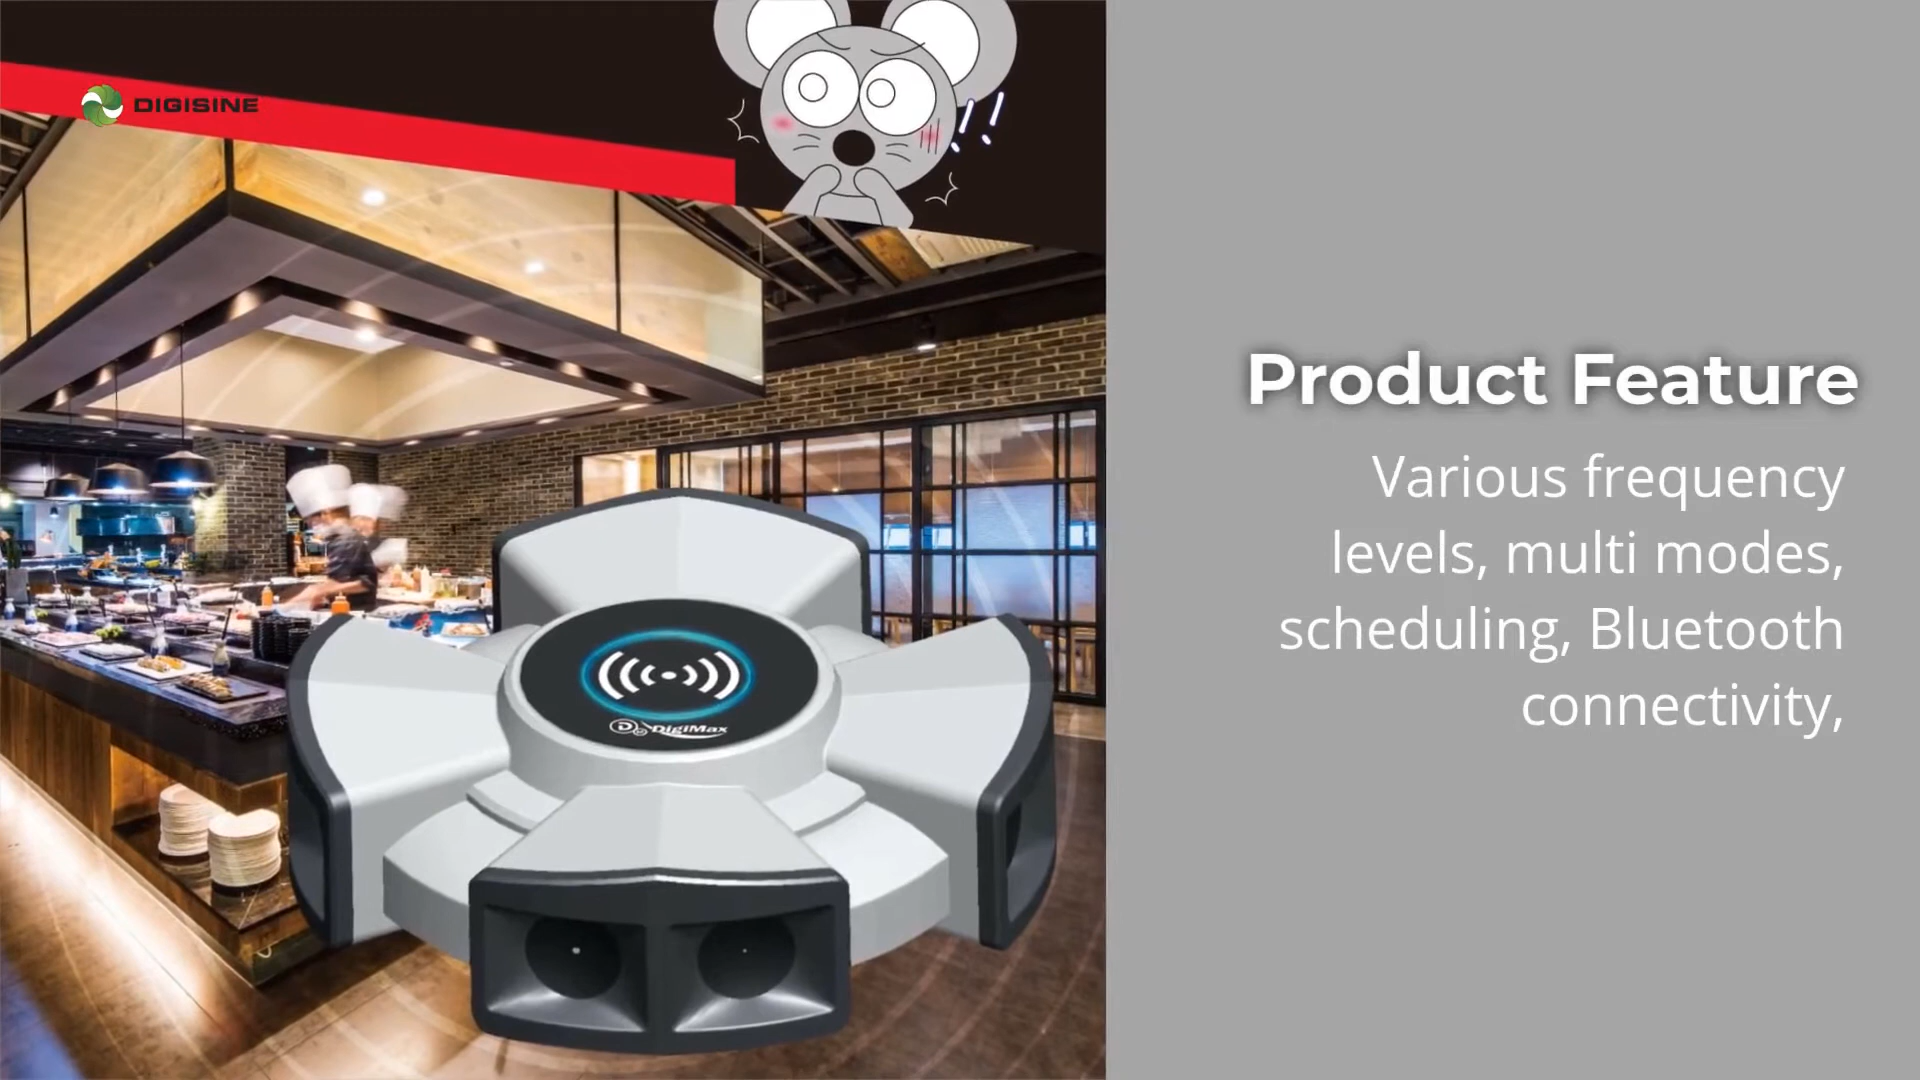 DIGISINE
Product Feature
Various frequency
levels, multi modes,
scheduling, Bluetooth
connectivity,
DigiMax